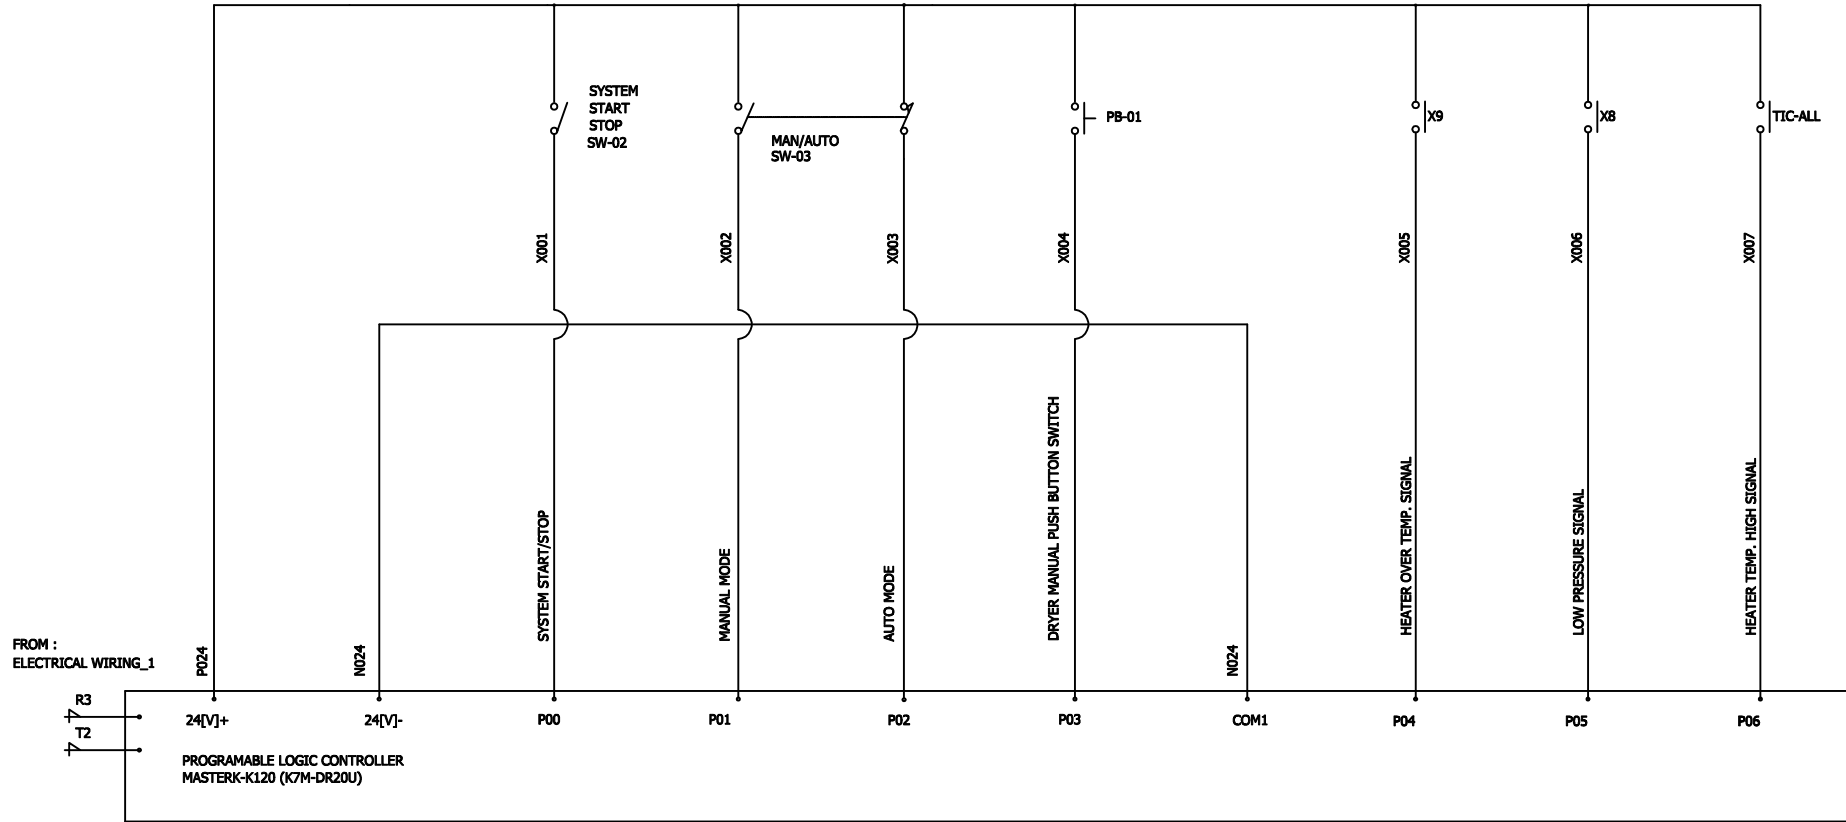 SYSTEM
START
STOP
SW-02
MAN/AUTO
SW-03
PB-01
X9
X8
TIC-ALL
X001
X002
X003
X004
X005
X006
X007
SYSTEM START/STOP
MANUAL MODE
AUTO MODE
DRYER MANUAL PUSH BUTTON SWITCH
HEATER OVER TEMP. SIGNAL
LOW PRESSURE SIGNAL
HEATER TEMP. HIGH SIGNAL
FROM :
ELECTRICAL WIRING_1
P024
N024
N024
R3
T2
24[V]+
24[V]-
P00
P01
P02
P03
COM1
P04
P05
P06
PROGRAMABLE LOGIC CONTROLLER
MASTERK-K120 (K7M-DR20U)